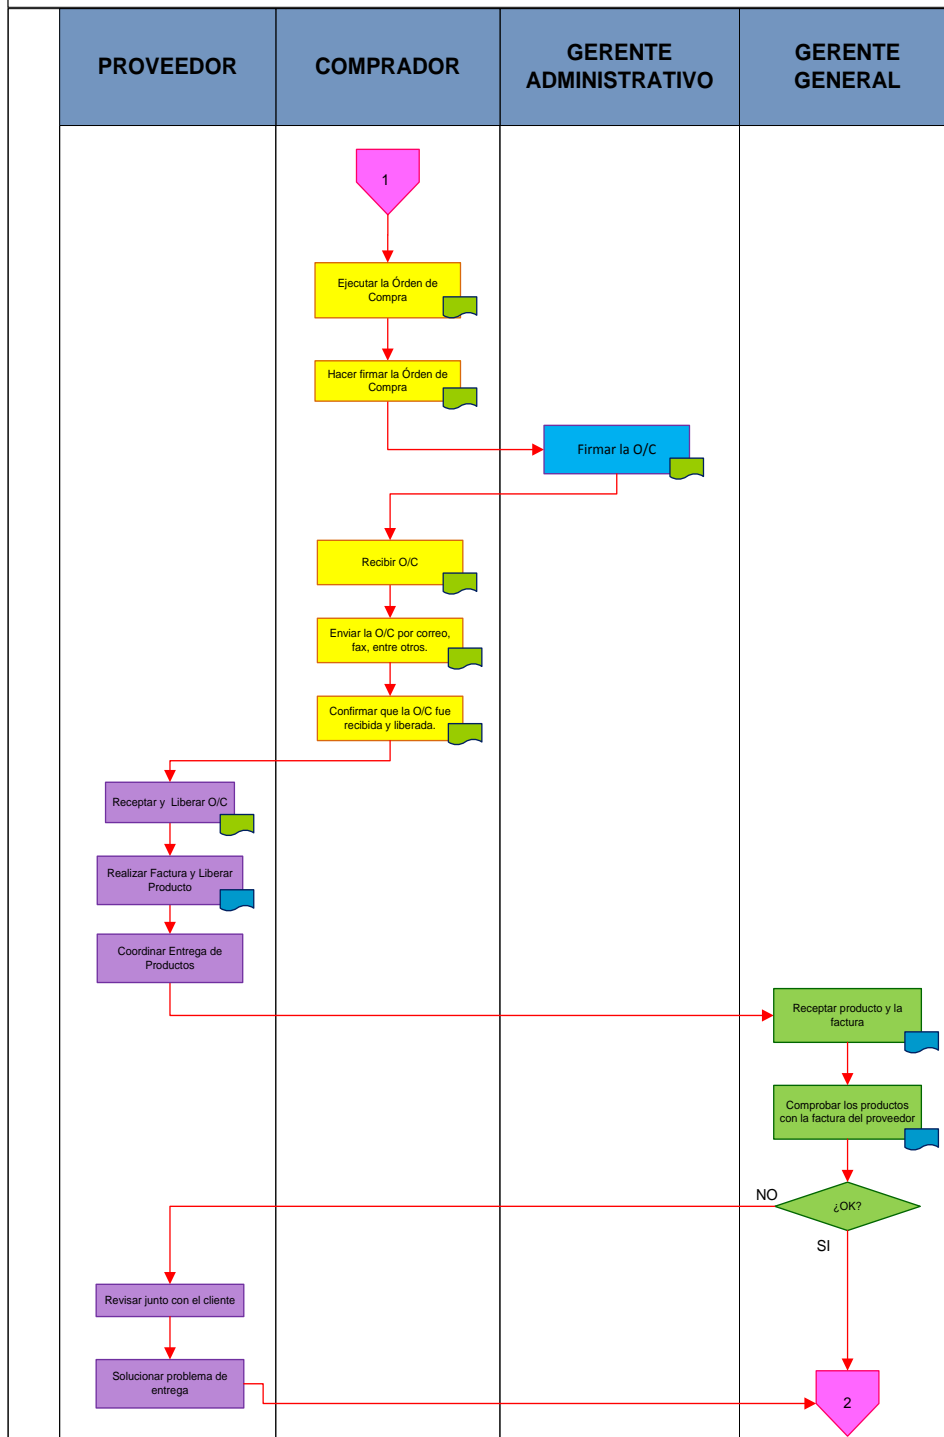 PROVEEDOR
COMPRADOR
GERENTE
ADMINISTRATIVO
GERENTE
GENERAL
1
Ejecutar la Órden de
Compra
Hacer firmar la Órden de
Compra
Firmar la O/C
Recibir O/C
Enviar la O/C por correo,
fax, entre otros.
Confirmar que la O/C fue
recibida y liberada.
Receptar y Liberar O/C
Realizar Factura y Liberar
Producto
Coordinar Entrega de
Productos
Receptar producto y la
factura
Comprobar los productos
con la factura del proveedor
NO
¿OK?
SI
Revisar junto con el cliente
Solucionar problema de
entrega
2